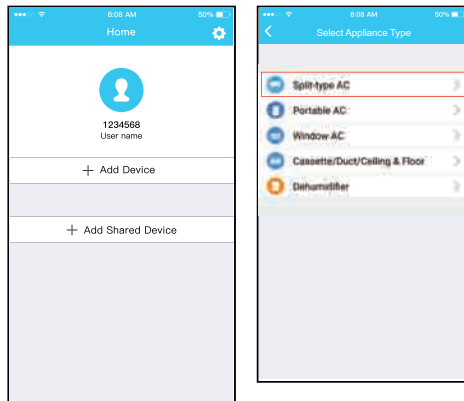 8:08 AM
50%
Home
1234568
User name
+ Add Device
+ Add Shared Device
8:08 AM
50%
Select Appliance Type
Split-type AC
Portable AC
Window AC
Cassette/Duct/Ceiling & Floor
Dehumidifier